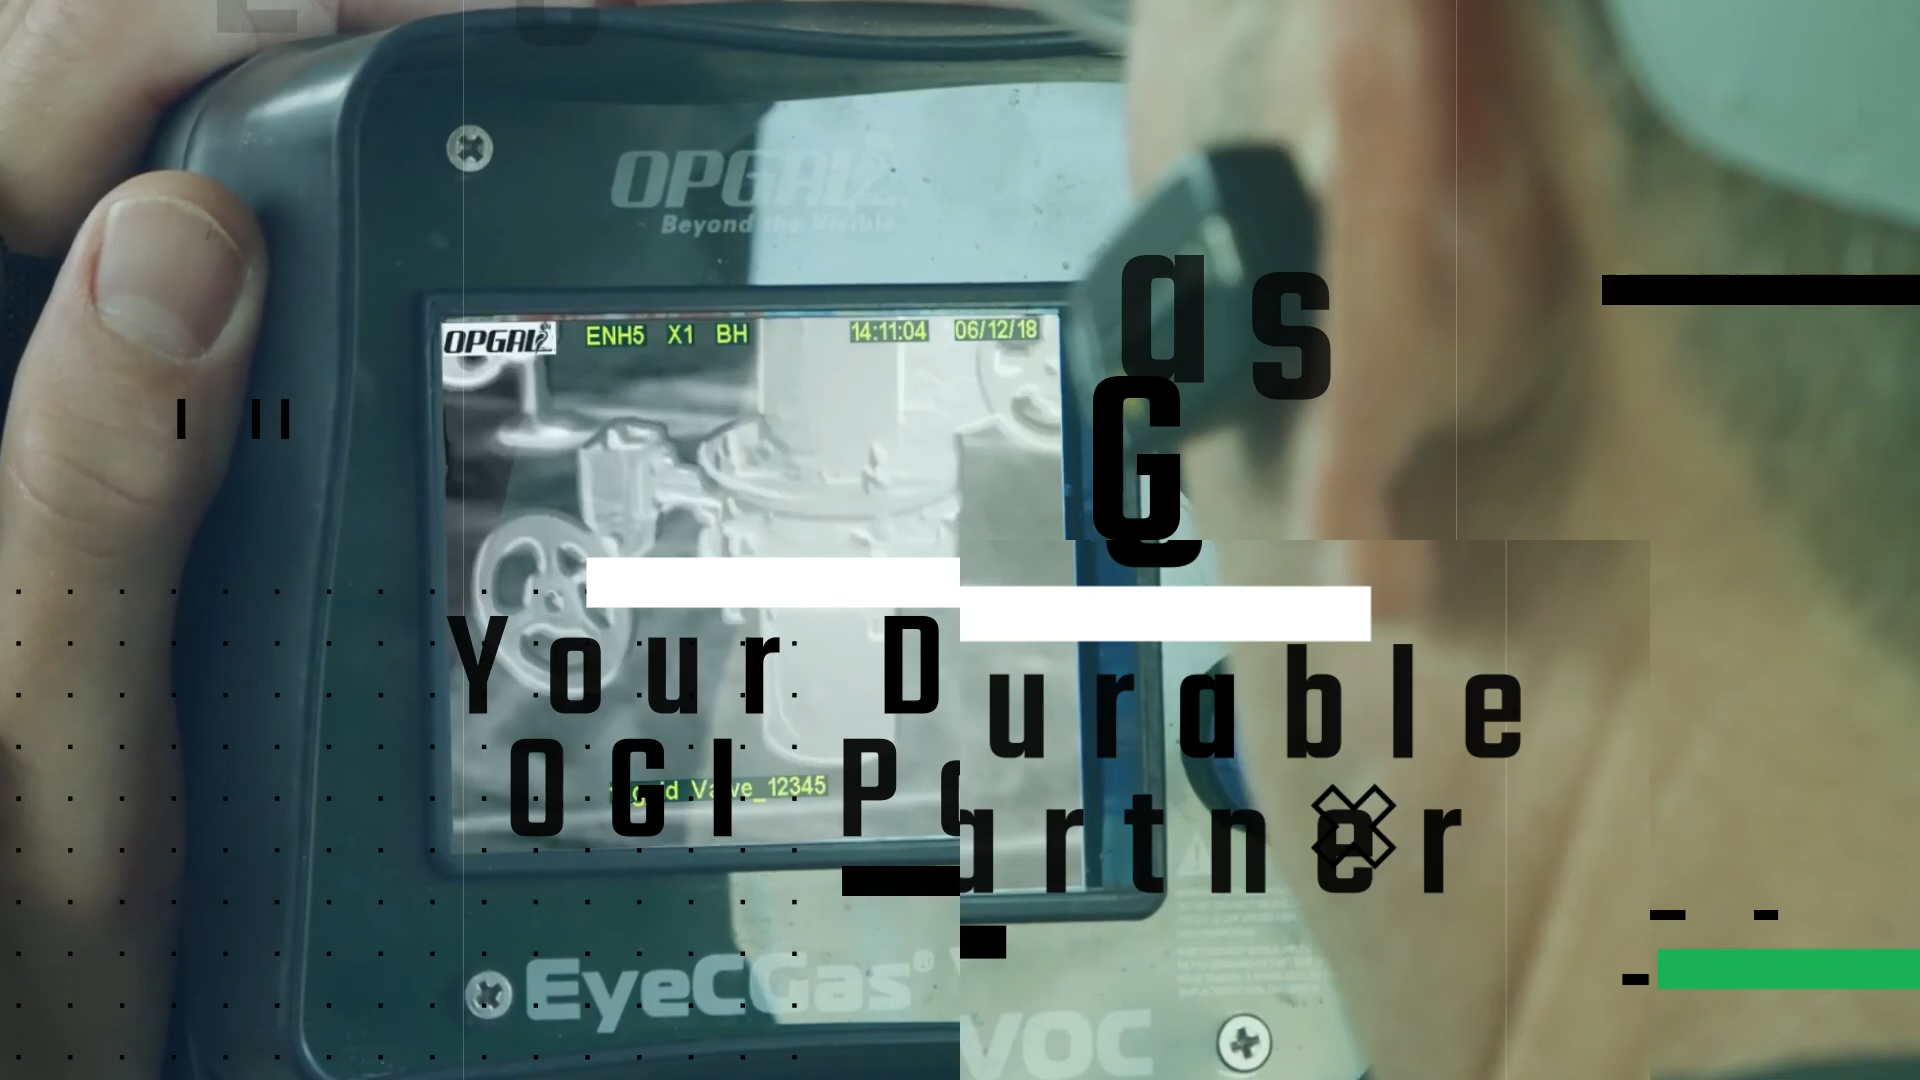 OPGAL
Beyond the Visible
OPGAL ENH5 X1 BH 14:11:04 06/12/18
as
G
Your Durable
OGI Partner
EyeCGas®
VOC